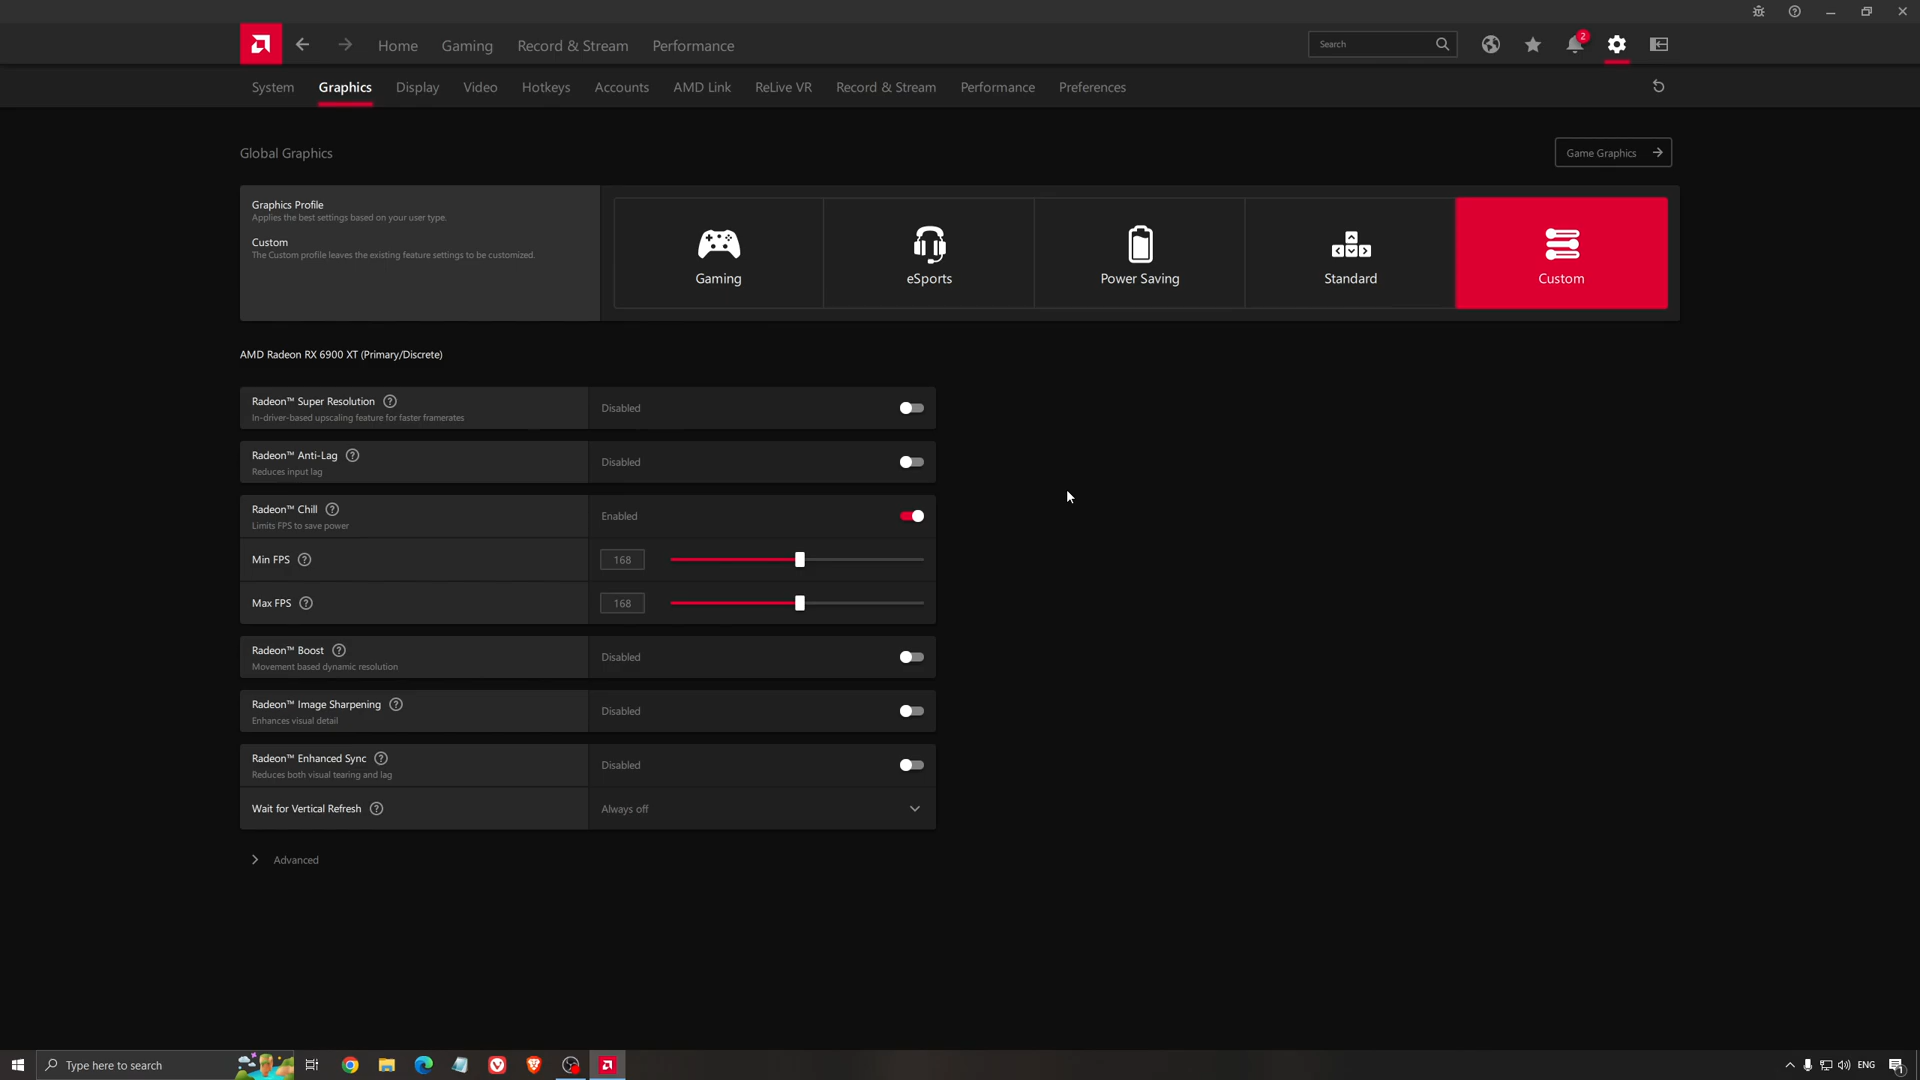 Home Gaming Record & Stream Performance Search 2
System Graphics Display Video Hotkeys Accounts AMD Link ReLive VR Record & Stream Performance Preferences
Global Graphics
Game Graphics
Graphics Profile
Applies the best settings based on your user type.
Custom
The Custom profile leaves the existing feature settings to be customized.
Gaming eSports Power Saving Standard Custom
AMD Radeon RX 6900 XT (Primary/Discrete)
Radeon™ Super Resolution ?
In-driver-based upscaling feature for faster framerates
Disabled
Radeon™ Anti-Lag ?
Reduces input lag
Disabled
Radeon™ Chill ?
Limits FPS to save power
Enabled
Min FPS ? 168
Max FPS ? 168
Radeon™ Boost ?
Movement based dynamic resolution
Disabled
Radeon™ Image Sharpening ?
Enhances visual detail
Disabled
Radeon™ Enhanced Sync ?
Reduces both visual tearing and lag
Disabled
Wait for Vertical Refresh ? Always off
Advanced
Type here to search ENG 1